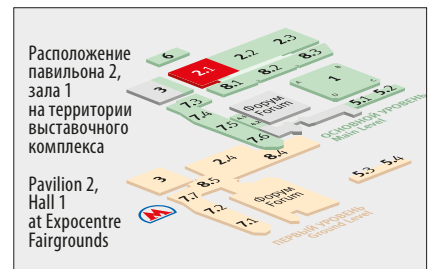 Расположение
павильона 2,
зала 1
на территории
выставочного
комплекса
Pavilion 2,
Hall 1
at Expocentre
Fairgrounds
6
2.1
2.2
2.3
3
8.1
8.2
8.3
1
7.3
7.4
7.5
7.6
Форум
Forum
5.1
5.2
ОСНОВНОЙ УРОВЕНЬ
Main Level
3
2.4
8.4
8.5
7.7
7.2
7.1
Форум
Forum
5.3
5.4
ПЕРВЫЙ УРОВЕНЬ
Ground Level
М